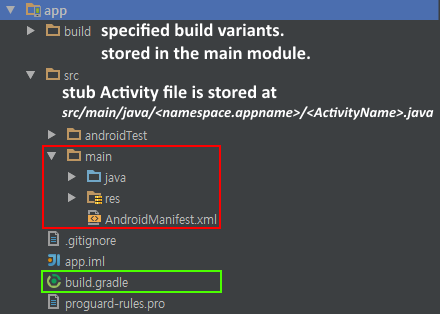 app
build specified build variants.
stored in the main module.
src
stub Activity file is stored at
src/main/java/<namespace.appname>/<ActivityName>.java
androidTest
main
java
res
AndroidManifest.xml
.gitignore
app.iml
build.gradle
proguard-rules.pro